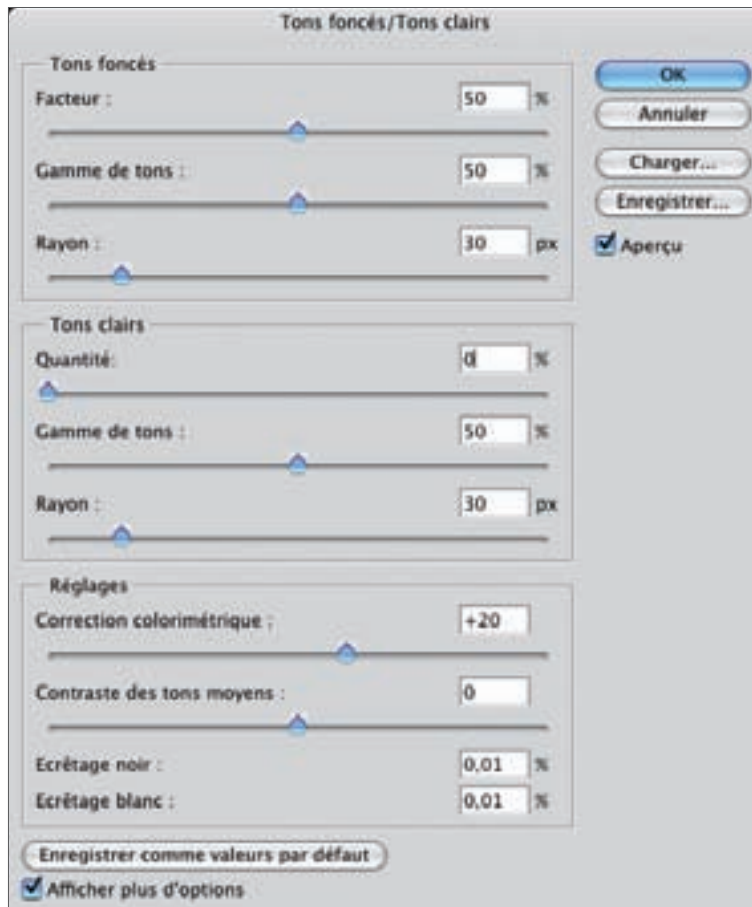 Tons foncés/Tons clairs
Tons foncés
Facteur : 50 %
Gamme de tons : 50 %
Rayon : 30 px
Tons clairs
Quantité: 0 %
Gamme de tons : 50 %
Rayon : 30 px
Réglages
Correction colorimétrique : +20
Contraste des tons moyens : 0
Ecrêtage noir : 0,01 %
Ecrêtage blanc : 0,01 %
Enregistrer comme valeurs par défaut
Afficher plus d'options
OK
Annuler
Charger...
Enregistrer...
Aperçu